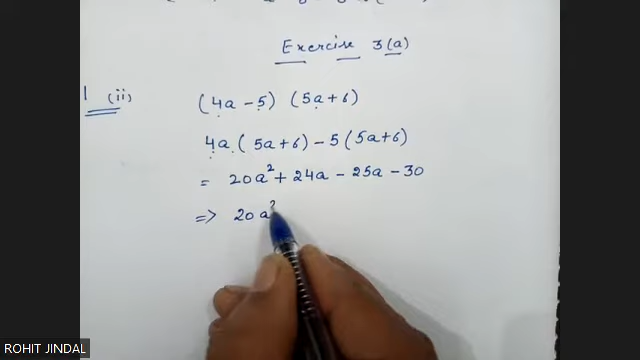 Exercise 3(a)
1 (ii) (4a - 5) (5a + 6)
4a (5a + 6) - 5 (5a + 6)
= 20a² + 24a - 25a - 30
=> 20a²
ROHIT JINDAL